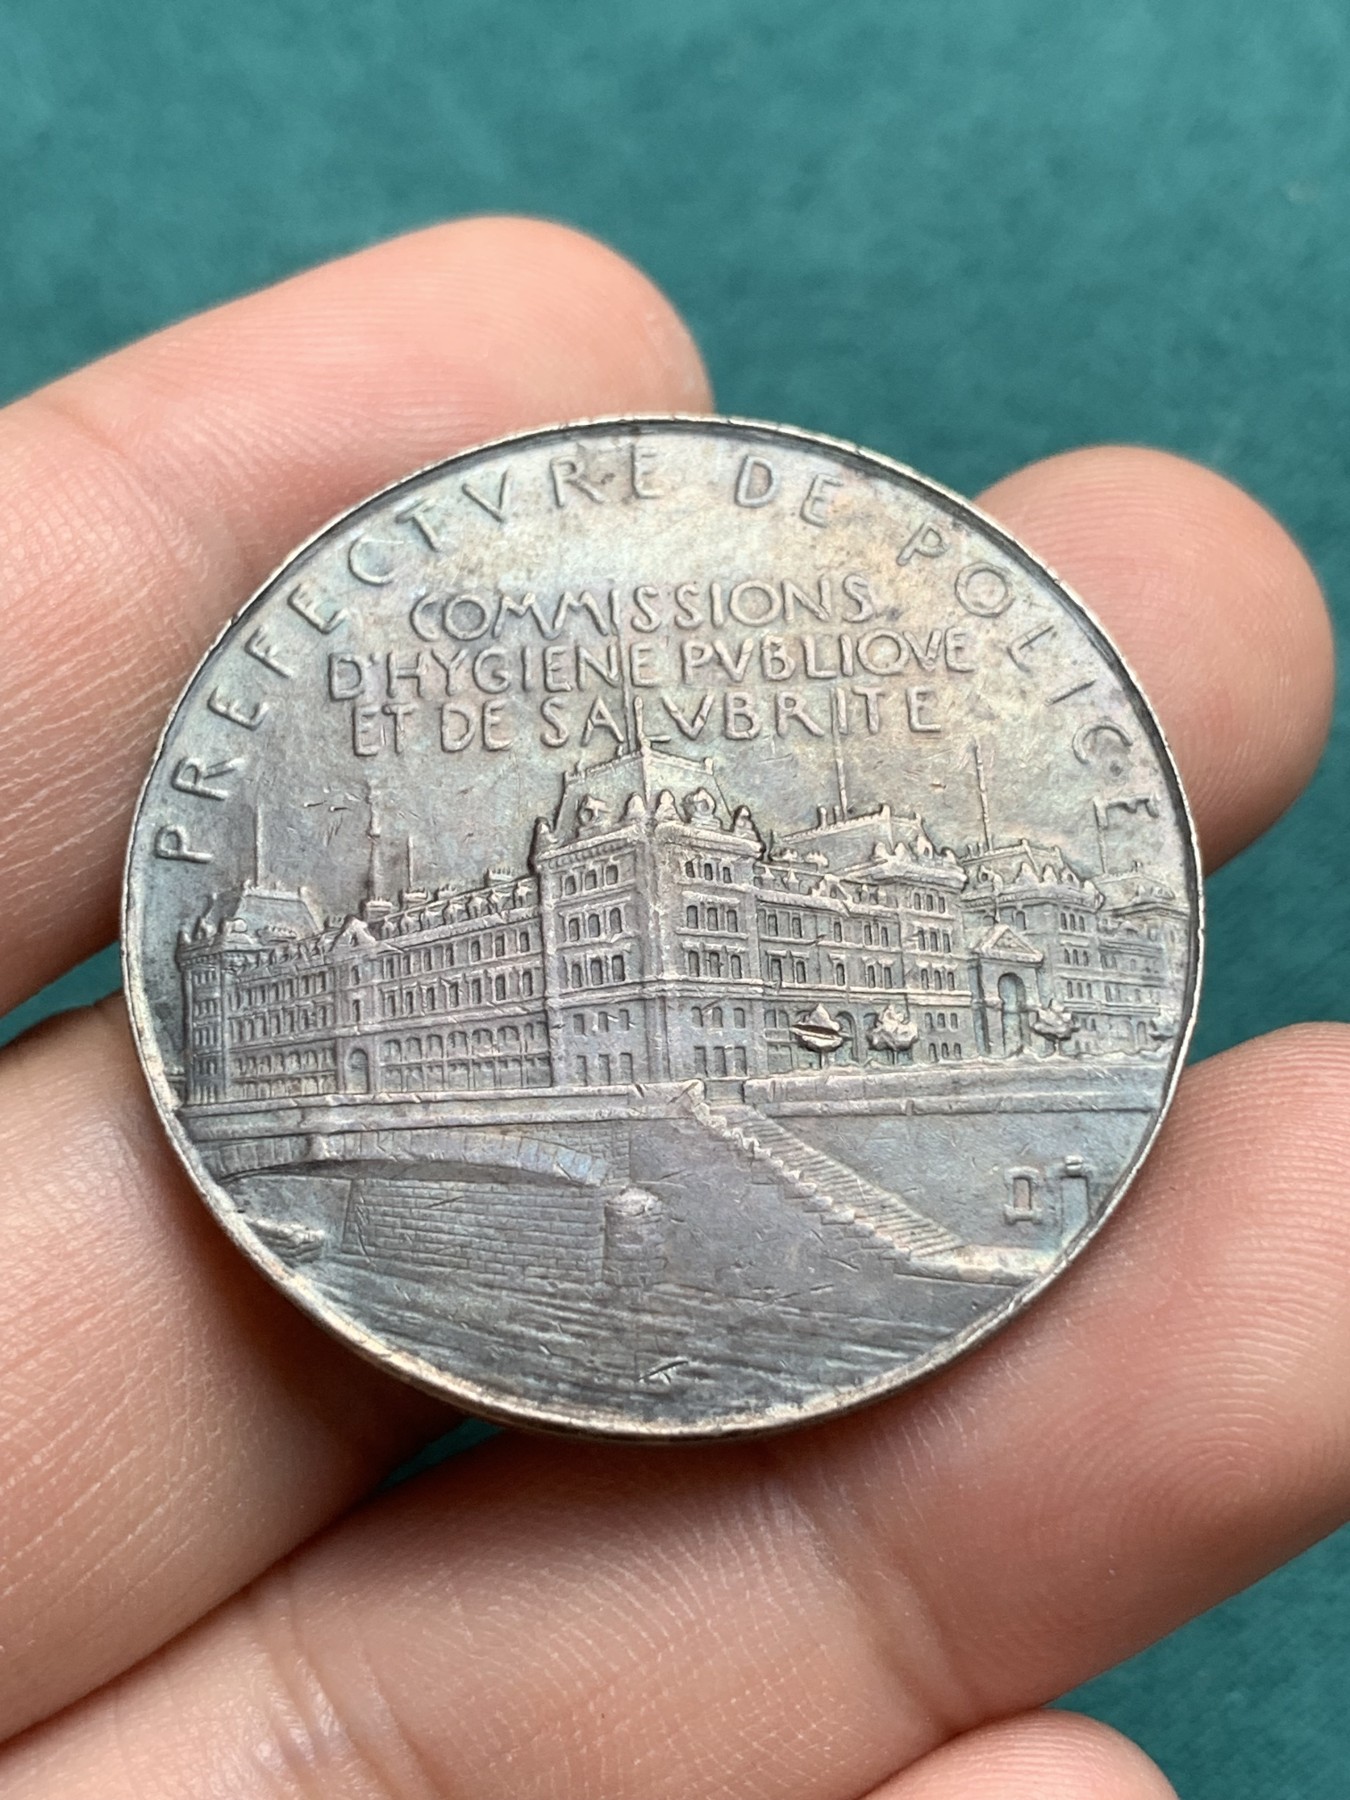 PREFECTVRE DE POLICE
COMMISSIONS
D'HYGIENE PVBLIQVE
ET DE SALVBRITE